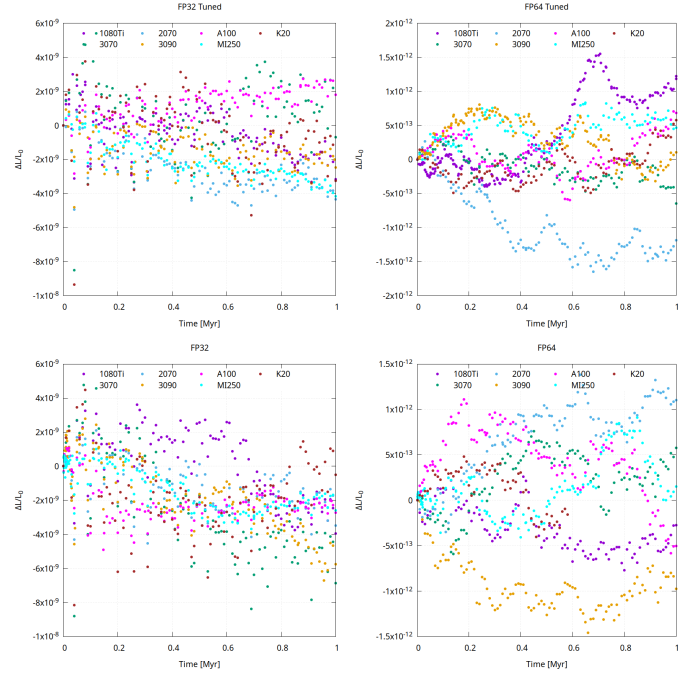 FP32 Tuned
1080Ti 2070 A100 K20
3070 3090 MI250
6x10⁻⁹
4x10⁻⁹
2x10⁻⁹
0
-2x10⁻⁹
-4x10⁻⁹
-6x10⁻⁹
-8x10⁻⁹
-1x10⁻⁸
ΔL/L₀
0 0.2 0.4 0.6 0.8 1
Time [Myr]
FP64 Tuned
1080Ti 2070 A100 K20
3070 3090 MI250
2x10⁻¹²
1.5x10⁻¹²
1x10⁻¹²
5x10⁻¹³
0
-5x10⁻¹³
-1x10⁻¹²
-1.5x10⁻¹²
-2x10⁻¹²
ΔL/L₀
0 0.2 0.4 0.6 0.8 1
Time [Myr]
FP32
1080Ti 2070 A100 K20
3070 3090 MI250
6x10⁻⁹
4x10⁻⁹
2x10⁻⁹
0
-2x10⁻⁹
-4x10⁻⁹
-6x10⁻⁹
-8x10⁻⁹
-1x10⁻⁸
ΔL/L₀
0 0.2 0.4 0.6 0.8 1
Time [Myr]
FP64
1080Ti 2070 A100 K20
3070 3090 MI250
1.5x10⁻¹²
1x10⁻¹²
5x10⁻¹³
0
-5x10⁻¹³
-1x10⁻¹²
-1.5x10⁻¹²
ΔL/L₀
0 0.2 0.4 0.6 0.8 1
Time [Myr]